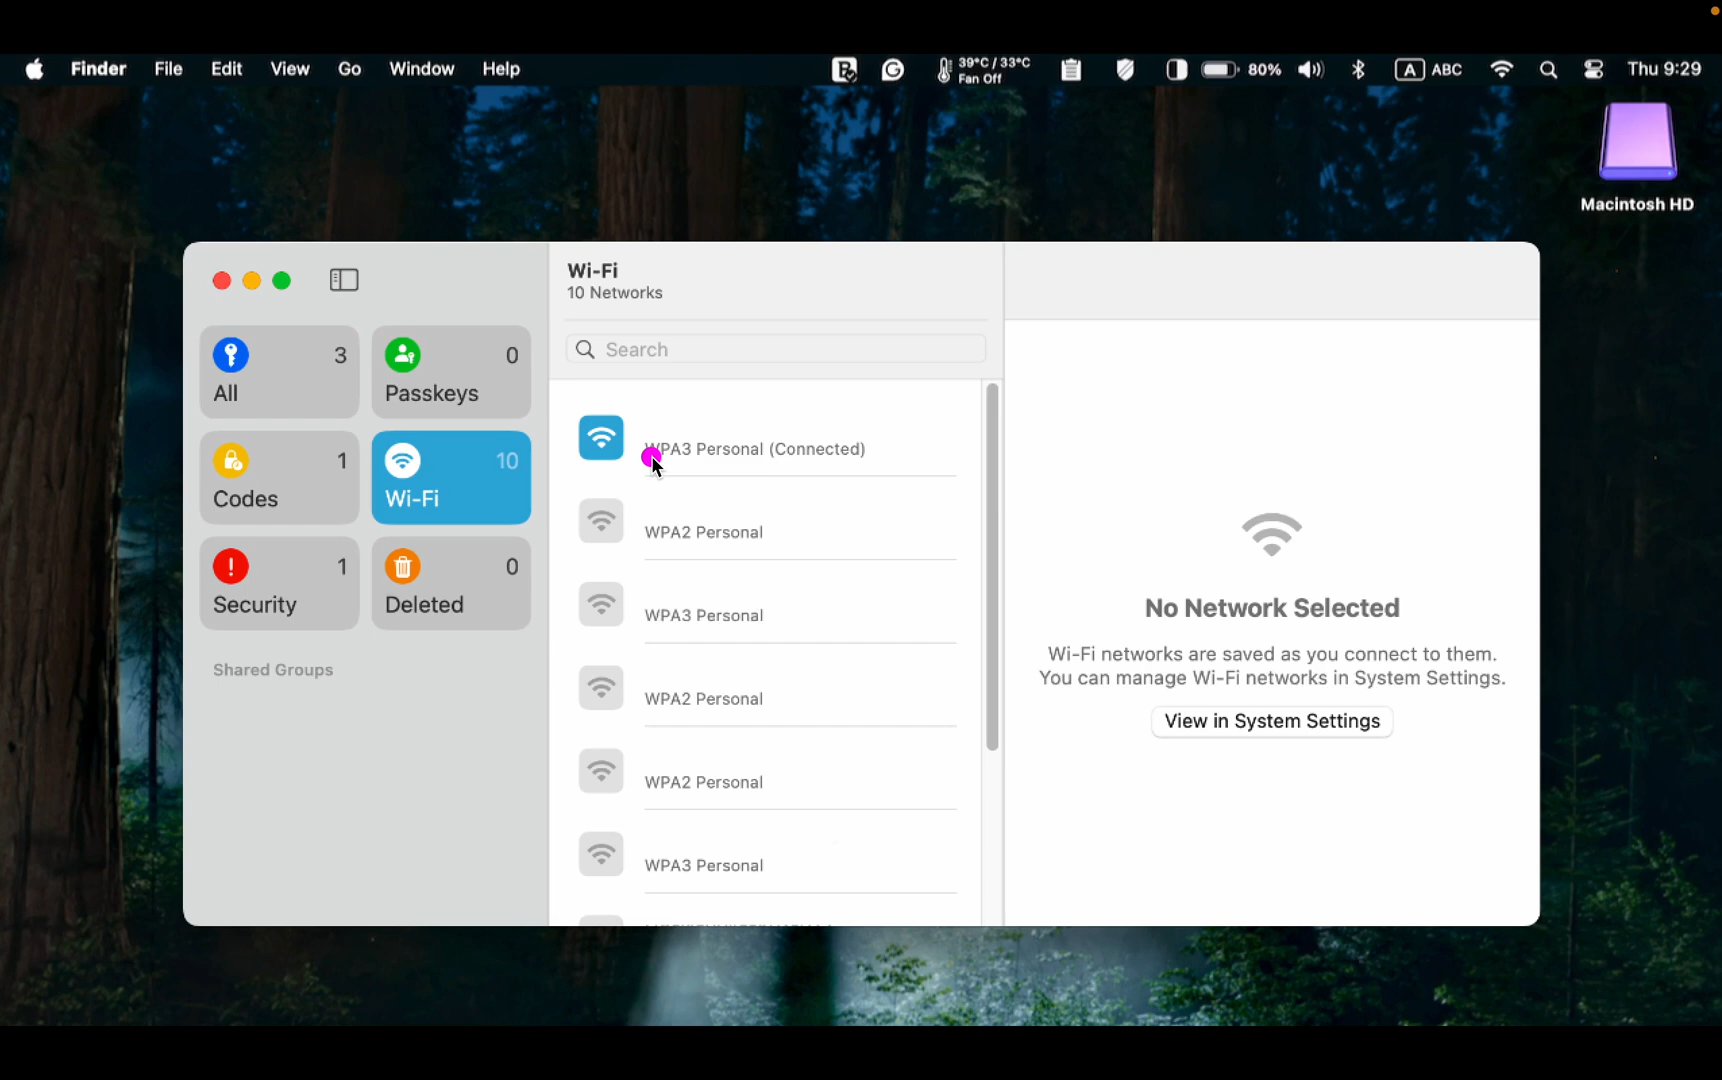 Finder File Edit View Go Window Help 39°C / 33°C Fan Off 80% A ABC Thu 9:29
Macintosh HD
Wi-Fi
10 Networks
Search
3
All
0
Passkeys
1
Codes
10
Wi-Fi
1
Security
0
Deleted
Shared Groups
WPA3 Personal (Connected)
WPA2 Personal
WPA3 Personal
WPA2 Personal
WPA2 Personal
WPA3 Personal
No Network Selected
Wi-Fi networks are saved as you connect to them.
You can manage Wi-Fi networks in System Settings.
View in System Settings